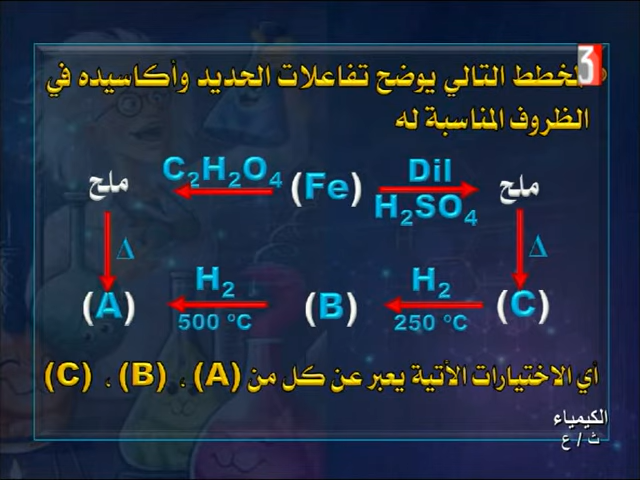 3
المخطط التالي يوضح تفاعلات الحديد وأكاسيده في
الظروف المناسبة له
ملح C₂H₂O₄ (Fe) Dil H₂SO₄ ملح
Δ Δ
(A) H₂ 500 °C (B) H₂ 250 °C (C)
أي الاختيارات الأتية يعبر عن كل من (A) ، (B) ، (C)
الكيمياء
ث / ع